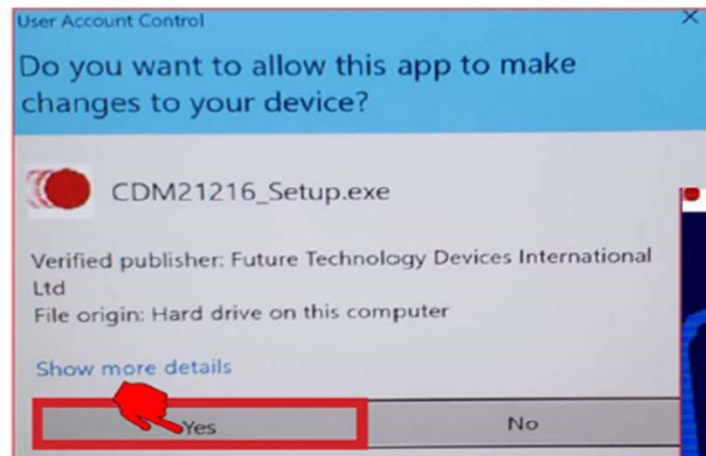 User Account Control
Do you want to allow this app to make
changes to your device?
CDM21216_Setup.exe
Verified publisher: Future Technology Devices International
Ltd
File origin: Hard drive on this computer
Show more details
Yes
No